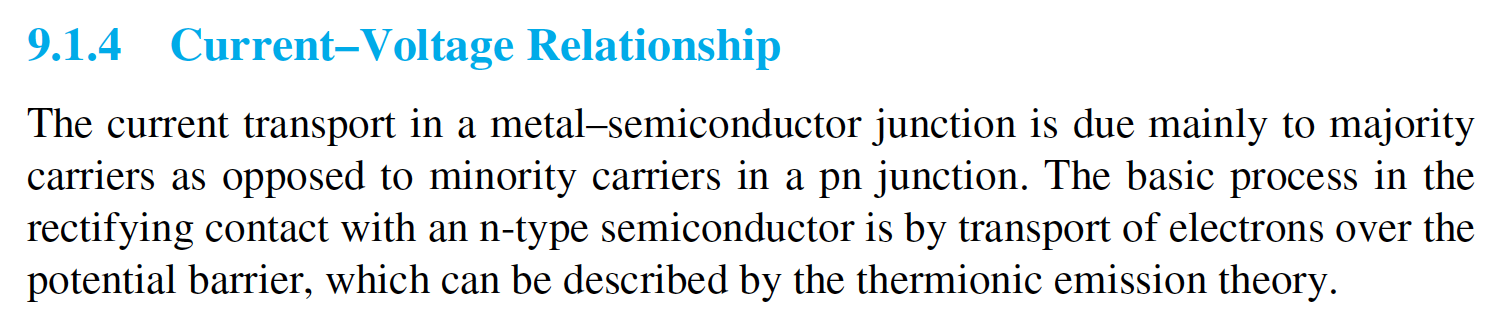 9.1.4 Current–Voltage Relationship
The current transport in a metal–semiconductor junction is due mainly to majority
carriers as opposed to minority carriers in a pn junction. The basic process in the
rectifying contact with an n-type semiconductor is by transport of electrons over the
potential barrier, which can be described by the thermionic emission theory.